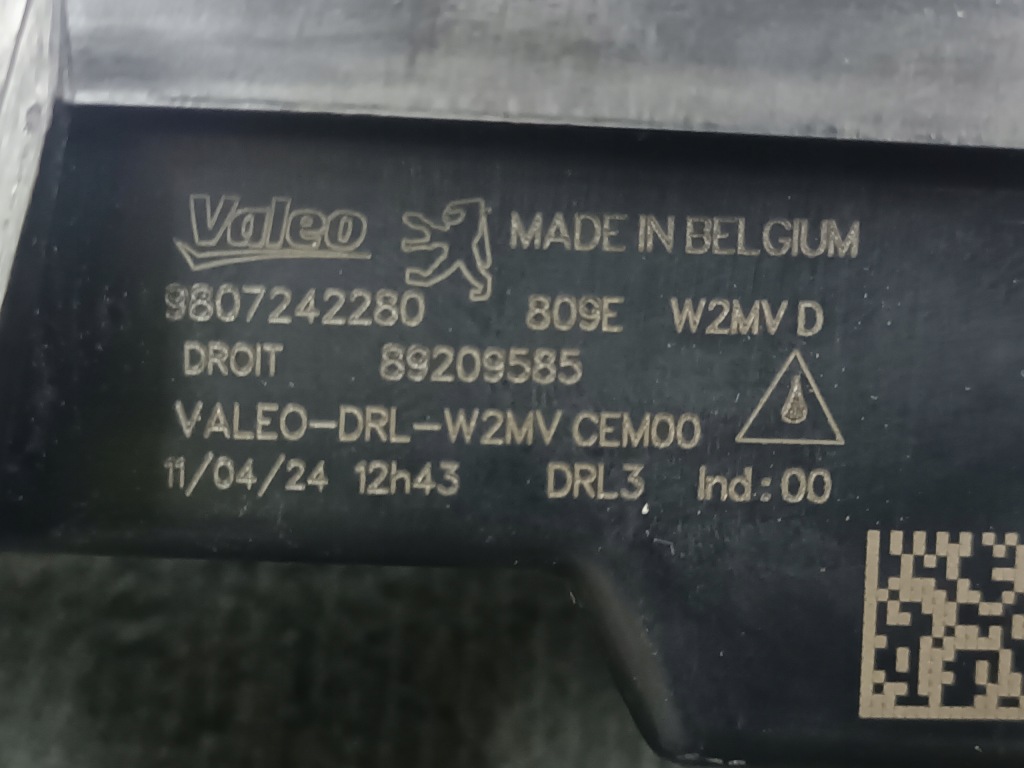 Valeo MADE IN BELGIUM
9807242280 809E W2MV D
DROIT 89209585
VALEO-DRL-W2MV CEM00
11/04/24 12h43 DRL3 Ind.:00